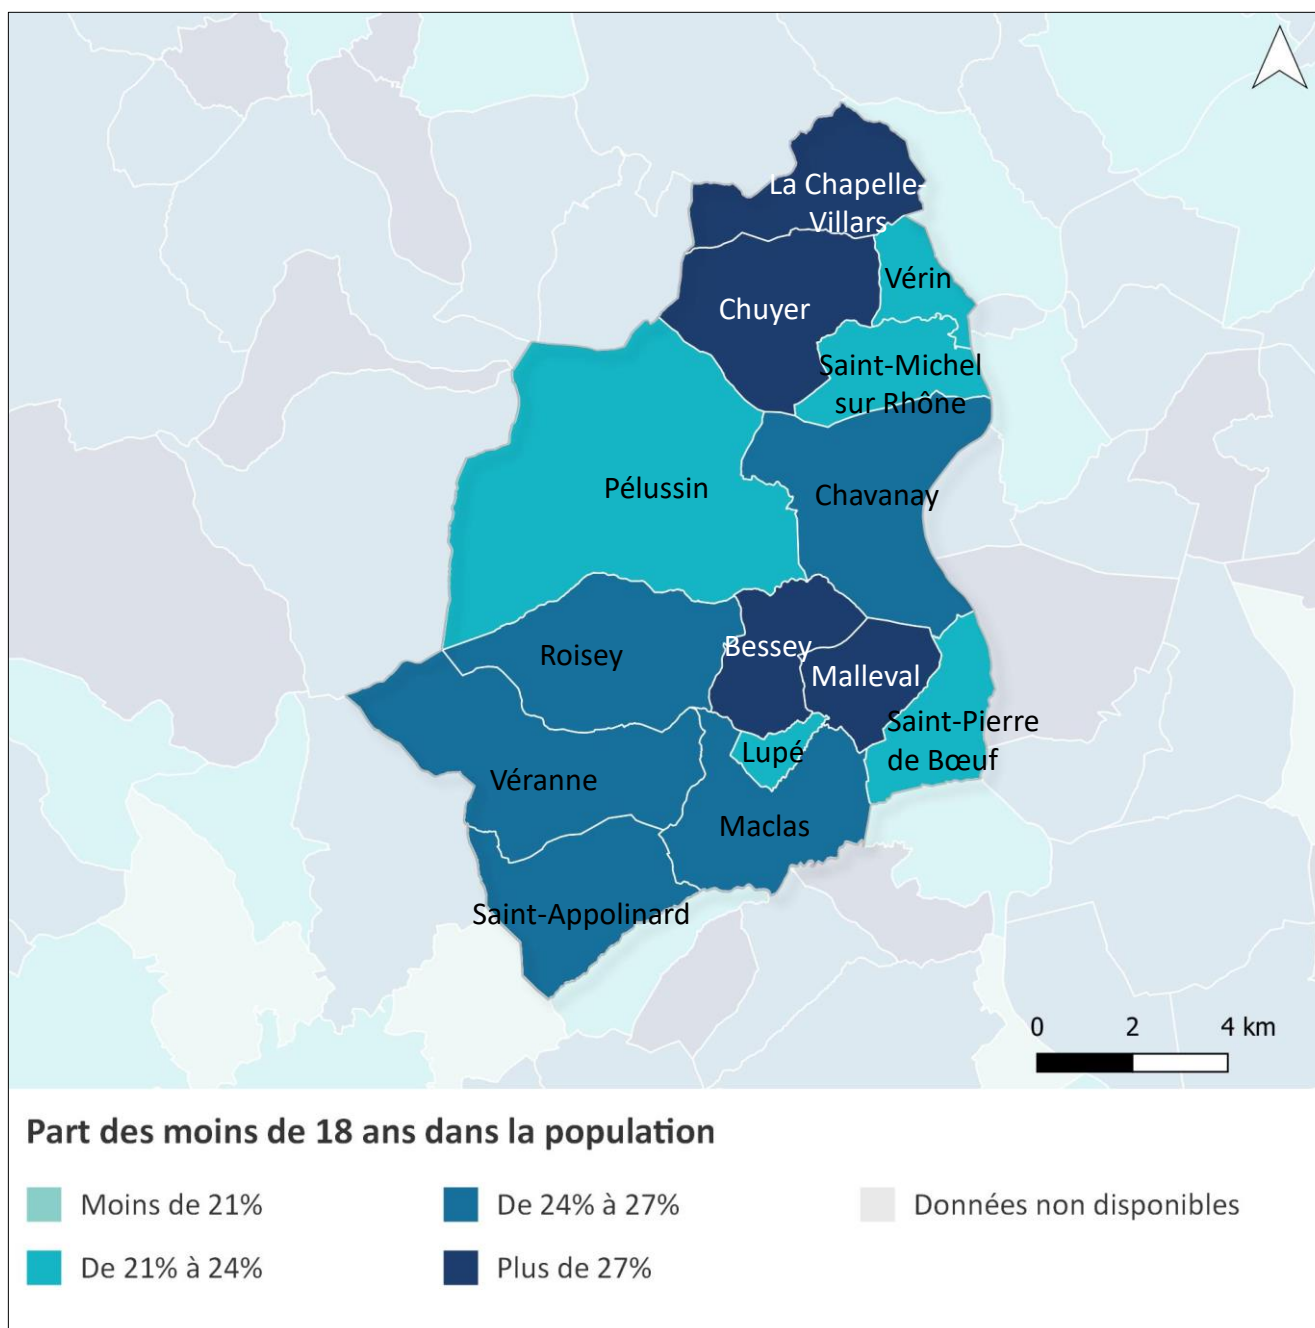 La Chapelle-
Villars
Vérin
Chuyer
Saint-Michel
sur Rhône
Pélussin
Chavanay
Roisey
Bessey
Malleval
Saint-Pierre
de Bœuf
Lupé
Véranne
Maclas
Saint-Appolinard
0 2 4 km
Part des moins de 18 ans dans la population
Moins de 21%
De 24% à 27%
Données non disponibles
De 21% à 24%
Plus de 27%